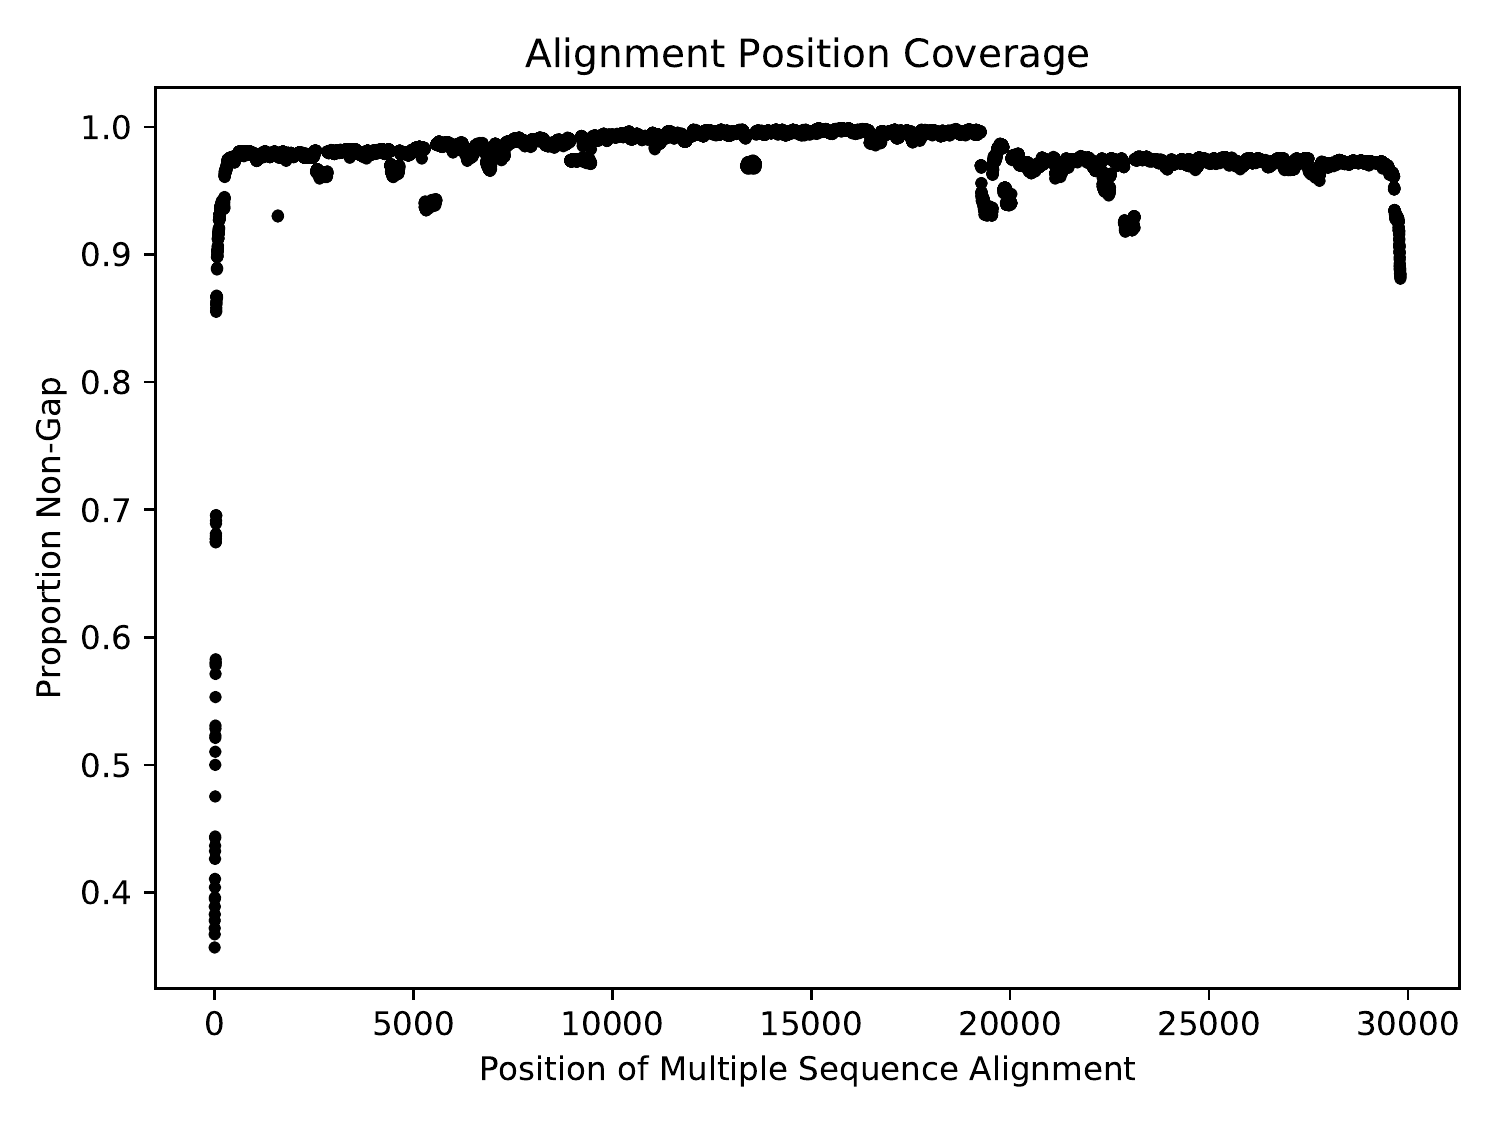 Alignment Position Coverage
Proportion Non-Gap
1.0
0.9
0.8
0.7
0.6
0.5
0.4
0 5000 10000 15000 20000 25000 30000
Position of Multiple Sequence Alignment